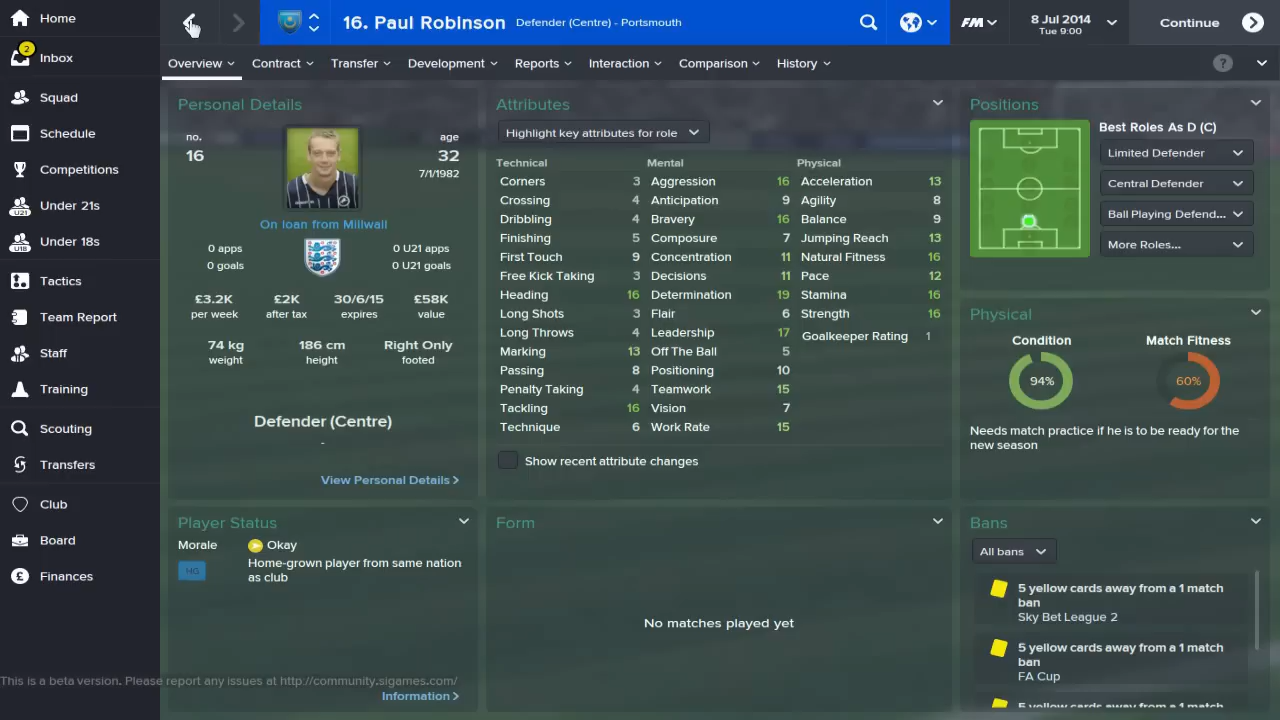 Home
2
Inbox
Squad
Schedule
Competitions
U21
Under 21s
U18
Under 18s
Tactics
Team Report
Staff
Training
Scouting
Transfers
Club
Board
£
Finances
16. Paul Robinson
Defender (Centre) - Portsmouth
FM
8 Jul 2014
Tue 9:00
Continue
Overview
Contract
Transfer
Development
Reports
Interaction
Comparison
History
?
Personal Details
no.
16
age
32
7/1/1982
On loan from Millwall
0 apps
0 goals
0 U21 apps
0 U21 goals
£3.2K
per week
£2K
after tax
30/6/15
expires
£58K
value
74 kg
weight
186 cm
height
Right Only
footed
Defender (Centre)
-
View Personal Details >
Attributes
Highlight key attributes for role
Technical
Mental
Physical
Corners 3 Aggression 16 Acceleration 13
Crossing 4 Anticipation 9 Agility 8
Dribbling 4 Bravery 16 Balance 9
Finishing 5 Composure 7 Jumping Reach 13
First Touch 9 Concentration 11 Natural Fitness 16
Free Kick Taking 3 Decisions 11 Pace 12
Heading 16 Determination 19 Stamina 16
Long Shots 3 Flair 6 Strength 16
Long Throws 4 Leadership 17 Goalkeeper Rating 1
Marking 13 Off The Ball 5
Passing 8 Positioning 10
Penalty Taking 4 Teamwork 15
Tackling 16 Vision 7
Technique 6 Work Rate 15
Show recent attribute changes
Positions
Best Roles As D (C)
Limited Defender
Central Defender
Ball Playing Defend...
More Roles...
Physical
Condition
94%
Match Fitness
60%
Needs match practice if he is to be ready for the
new season
Player Status
Morale
Okay
HG
Home-grown player from same nation
as club
Information >
Form
No matches played yet
Bans
All bans
5 yellow cards away from a 1 match
ban
Sky Bet League 2
5 yellow cards away from a 1 match
ban
FA Cup
5 yellow cards away from a 1 match
This is a beta version. Please report any issues at http://community.sigames.com/